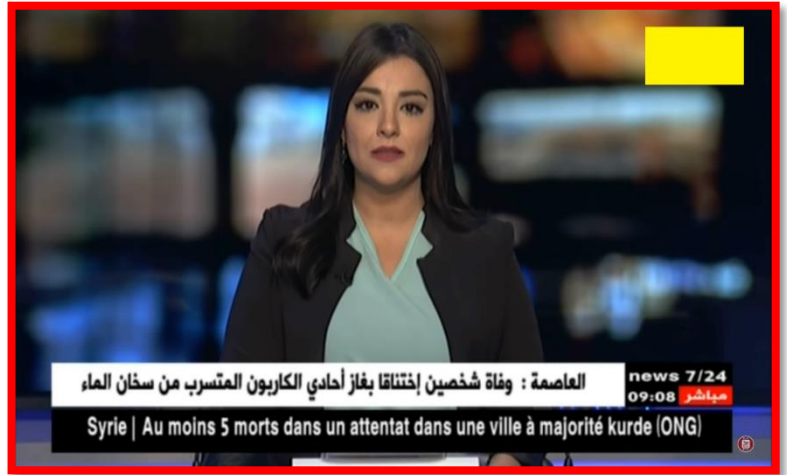 العاصمة : وفاة شخصين إختناقا بغاز أحادي الكاربون المتسرب من سخان الماء
news 7/24
09:08 مباشر
Syrie | Au moins 5 morts dans un attentat dans une ville à majorité kurde (ONG)